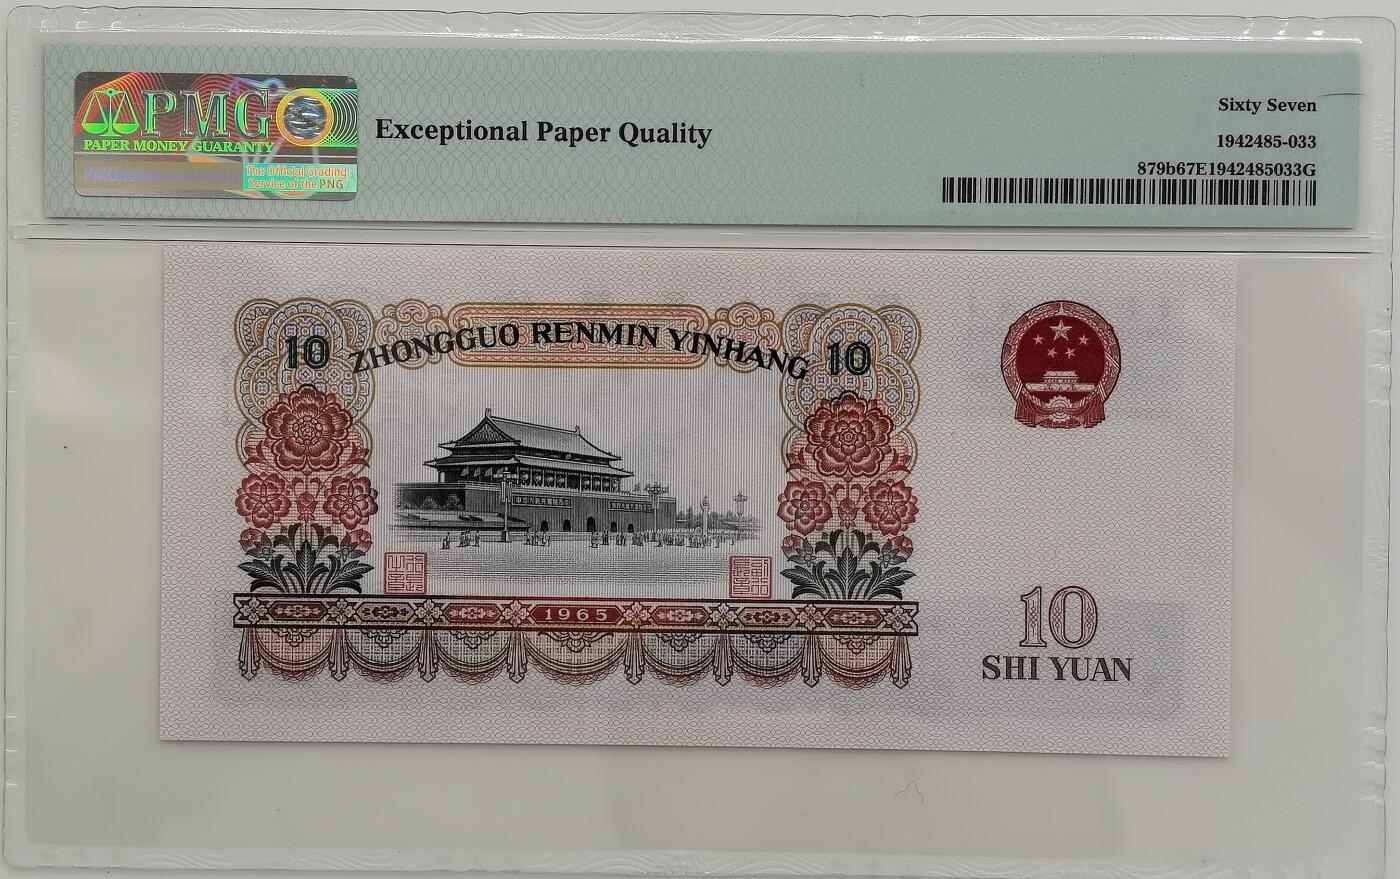 PMG
PAPER MONEY GUARANTY
The Official Grading
Service of the PNG
Exceptional Paper Quality
Sixty Seven
1942485-033
879b67E1942485033G
10 ZHONGGUO RENMIN YINHANG 10
1965
10
SHI YUAN